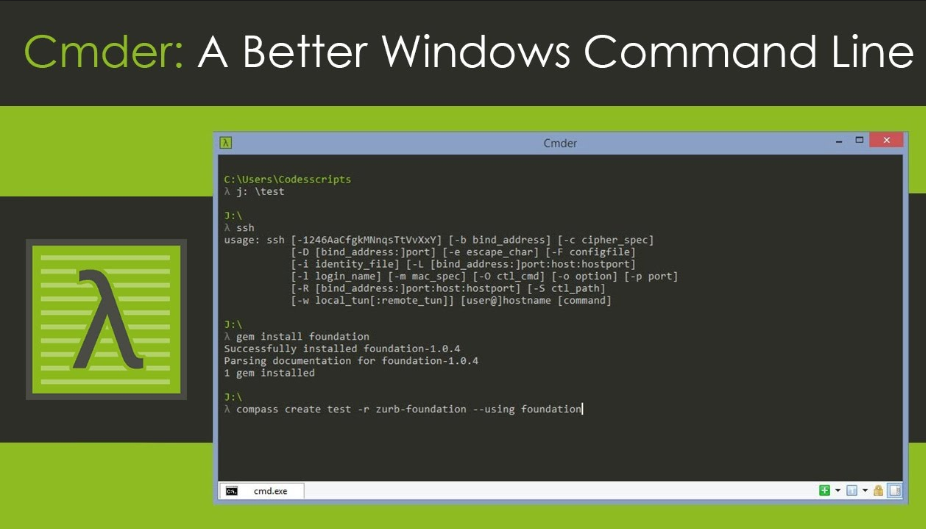 Cmder: A Better Windows Command Line
λ
Cmder
C:\Users\Codesscripts
λ j: \test
J:\
λ ssh
usage: ssh [-1246AaCfgkMNnqsTtVvXxY] [-b bind_address] [-c cipher_spec]
[-D [bind_address:]port] [-e escape_char] [-F configfile]
[-i identity_file] [-L [bind_address:]port:host:hostport]
[-l login_name] [-m mac_spec] [-O ctl_cmd] [-o option] [-p port]
[-R [bind_address:]port:host:hostport] [-S ctl_path]
[-w local_tun[:remote_tun]] [user@]hostname [command]
J:\
λ gem install foundation
Successfully installed foundation-1.0.4
Parsing documentation for foundation-1.0.4
1 gem installed
J:\
λ compass create test -r zurb-foundation --using foundation
λ
cmd.exe